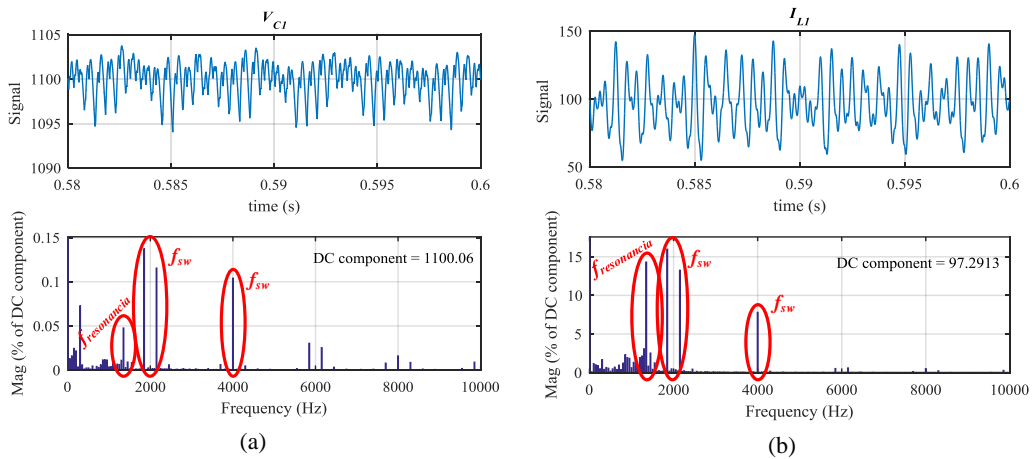 V_C1
1105
1100
1095
1090
Signal
0.58
0.585
0.59
0.595
0.6
time (s)
0.15
0.1
0.05
0
Mag (% of DC component)
f_resonancia
f_sw
f_sw
DC component = 1100.06
0
2000
4000
6000
8000
10000
Frequency (Hz)
(a)
I_L1
150
100
50
Signal
0.58
0.585
0.59
0.595
0.6
time (s)
15
10
5
0
Mag (% of DC component)
f_resonancia
f_sw
f_sw
DC component = 97.2913
0
2000
4000
6000
8000
10000
Frequency (Hz)
(b)